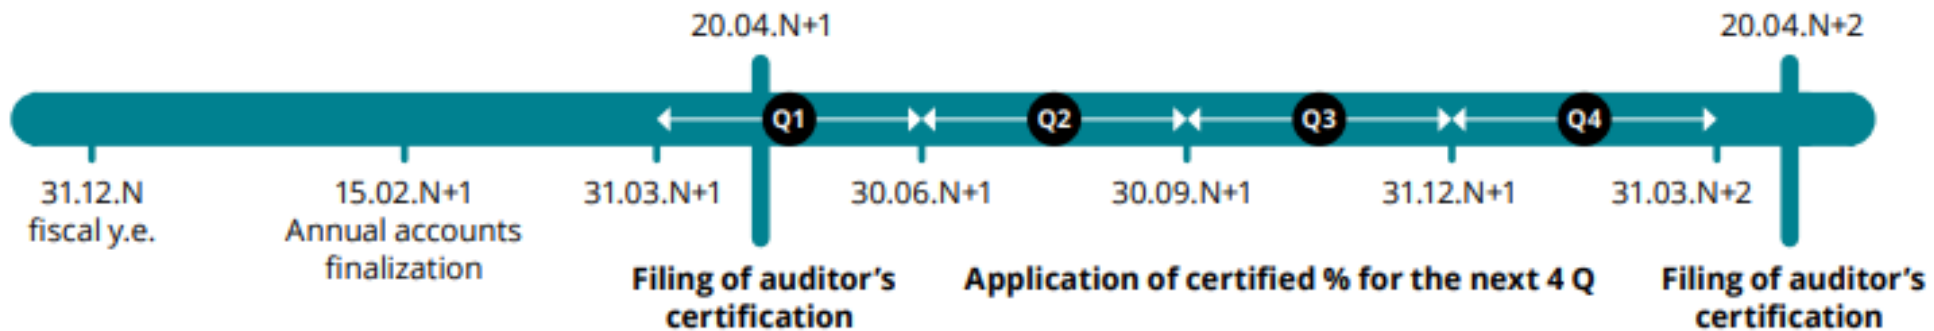 20.04.N+1
20.04.N+2
Q1
Q2
Q3
Q4
31.12.N
fiscal y.e.
15.02.N+1
Annual accounts
finalization
31.03.N+1
30.06.N+1
30.09.N+1
31.12.N+1
31.03.N+2
Filing of auditor’s
certification
Application of certified % for the next 4 Q
Filing of auditor’s
certification